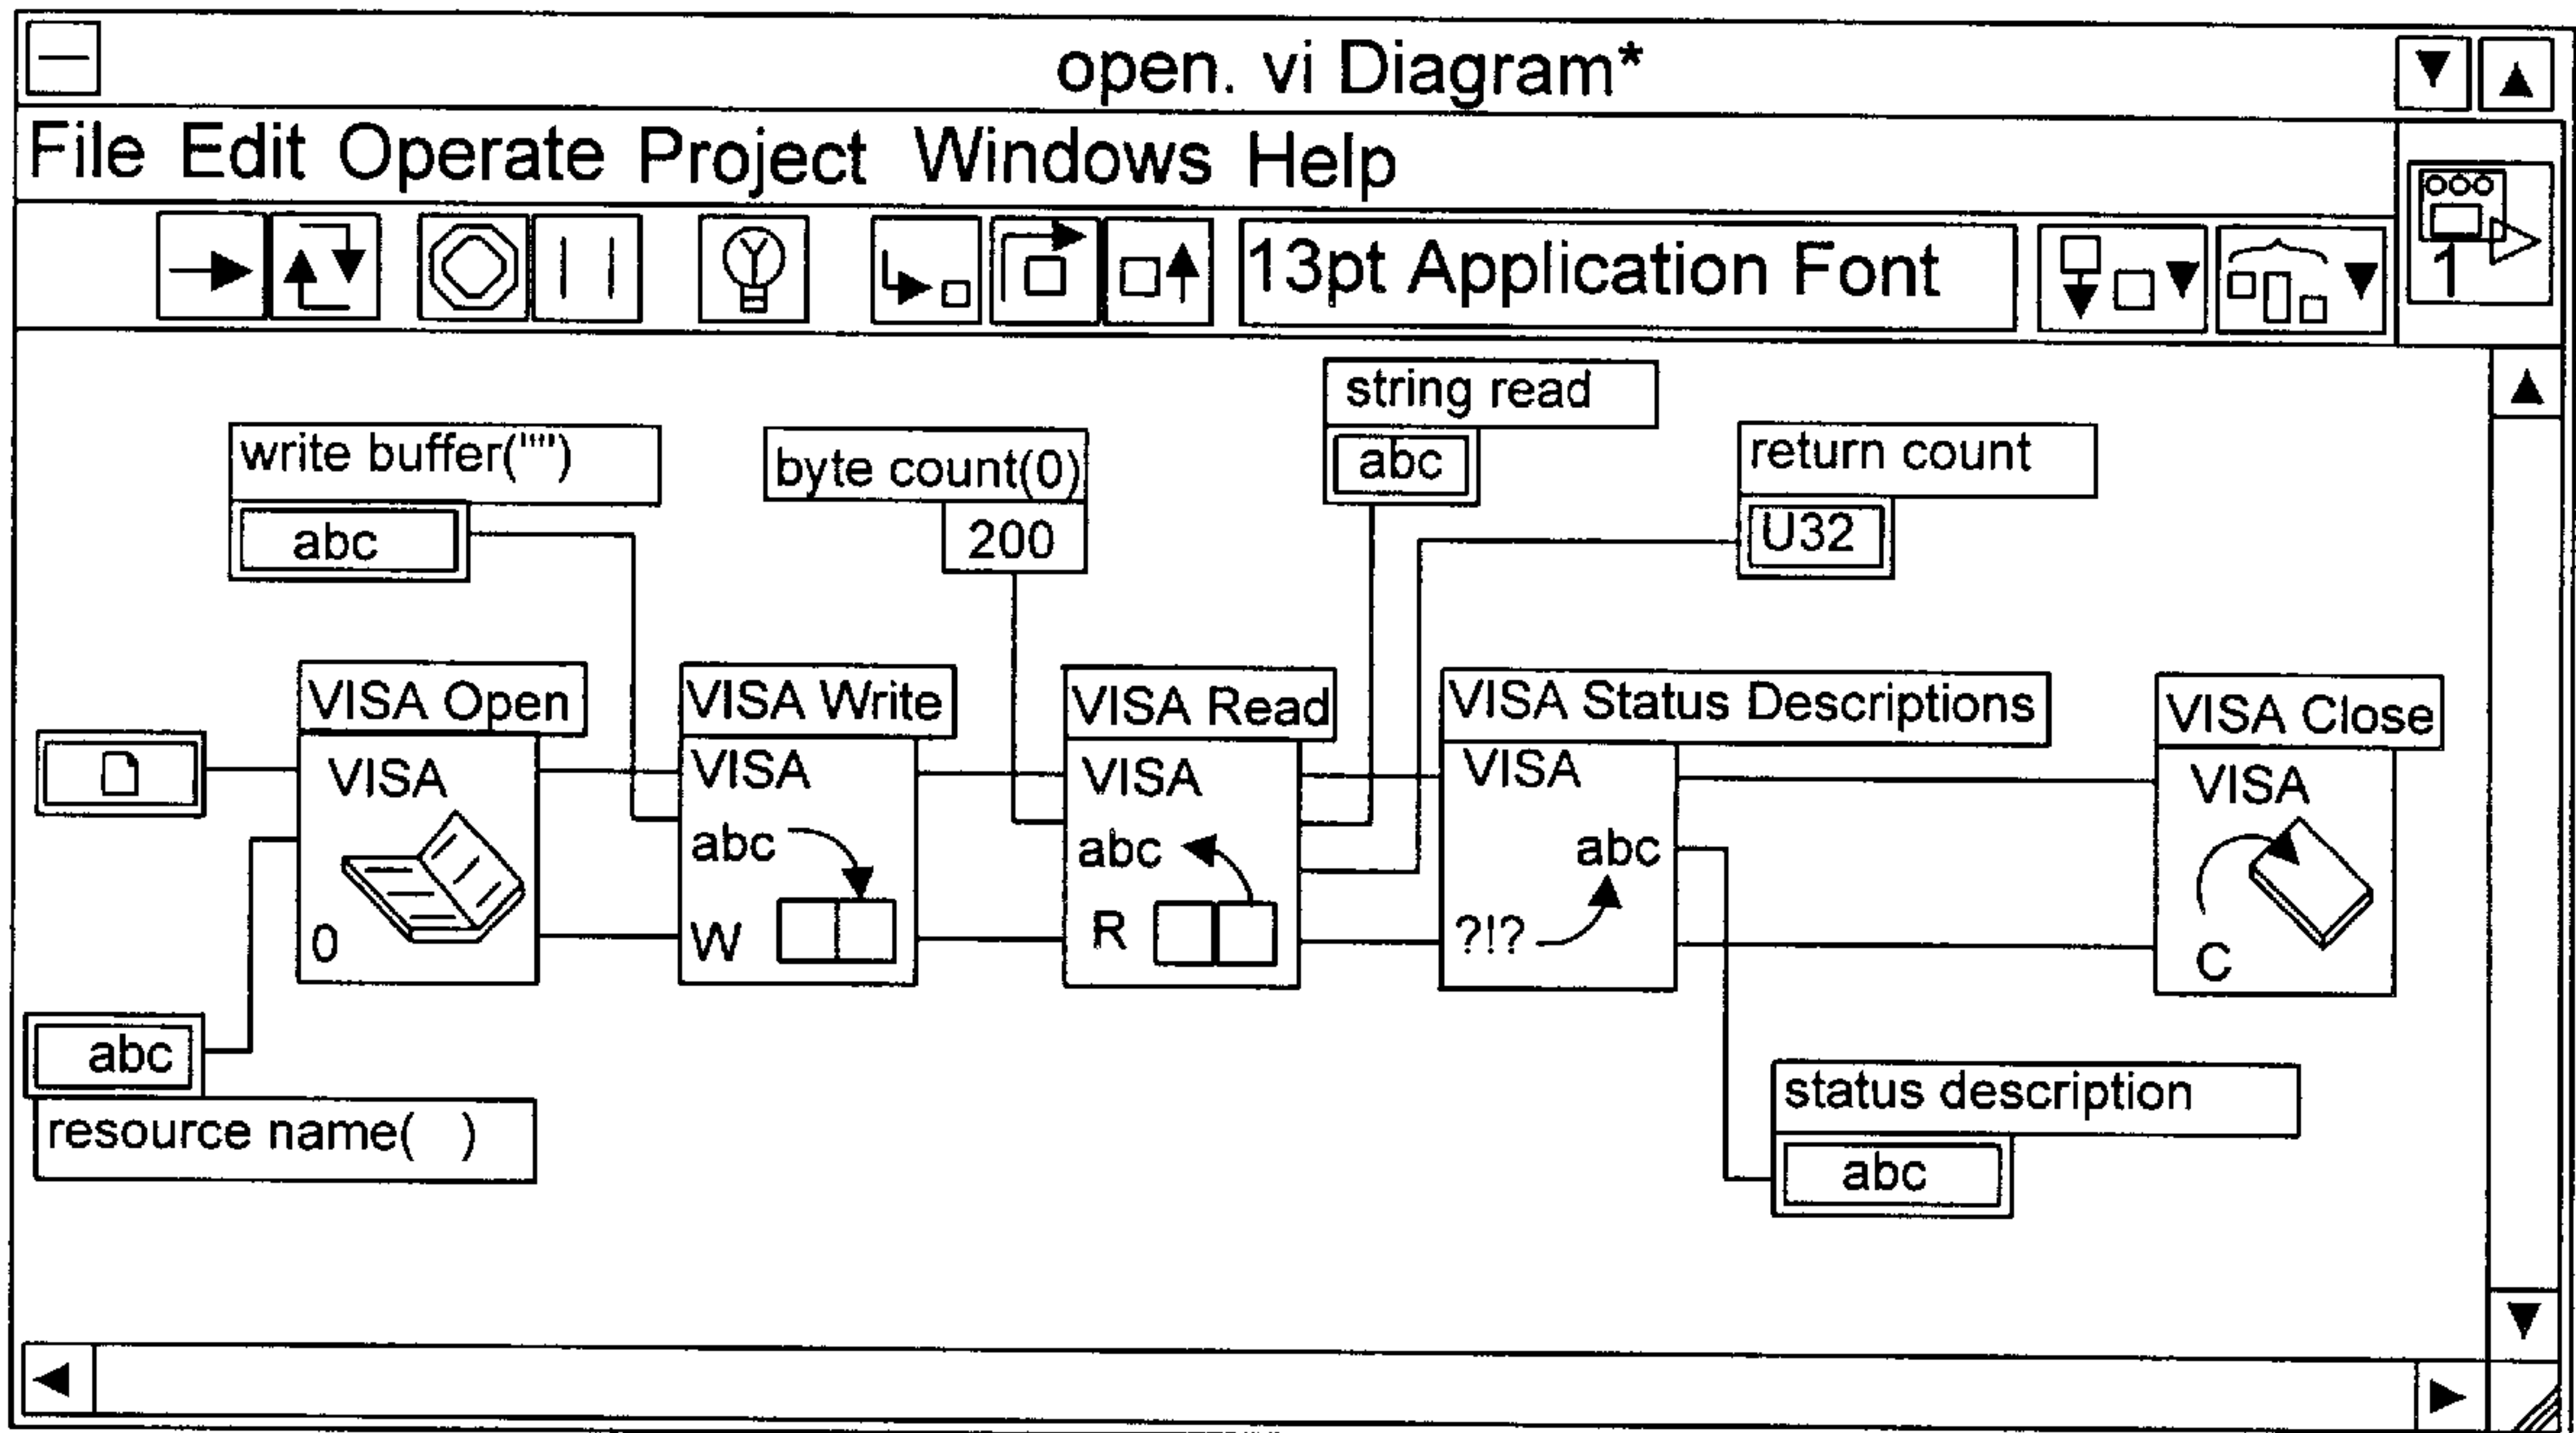 open. vi Diagram*
File Edit Operate Project Windows Help
13pt Application Font
1
string read
abc
write buffer("")
abc
byte count(0)
200
return count
U32
VISA Open
VISA
0
VISA Write
VISA
abc
W
VISA Read
VISA
abc
R
VISA Status Descriptions
VISA
abc
?!?
VISA Close
VISA
C
abc
resource name(   )
status description
abc